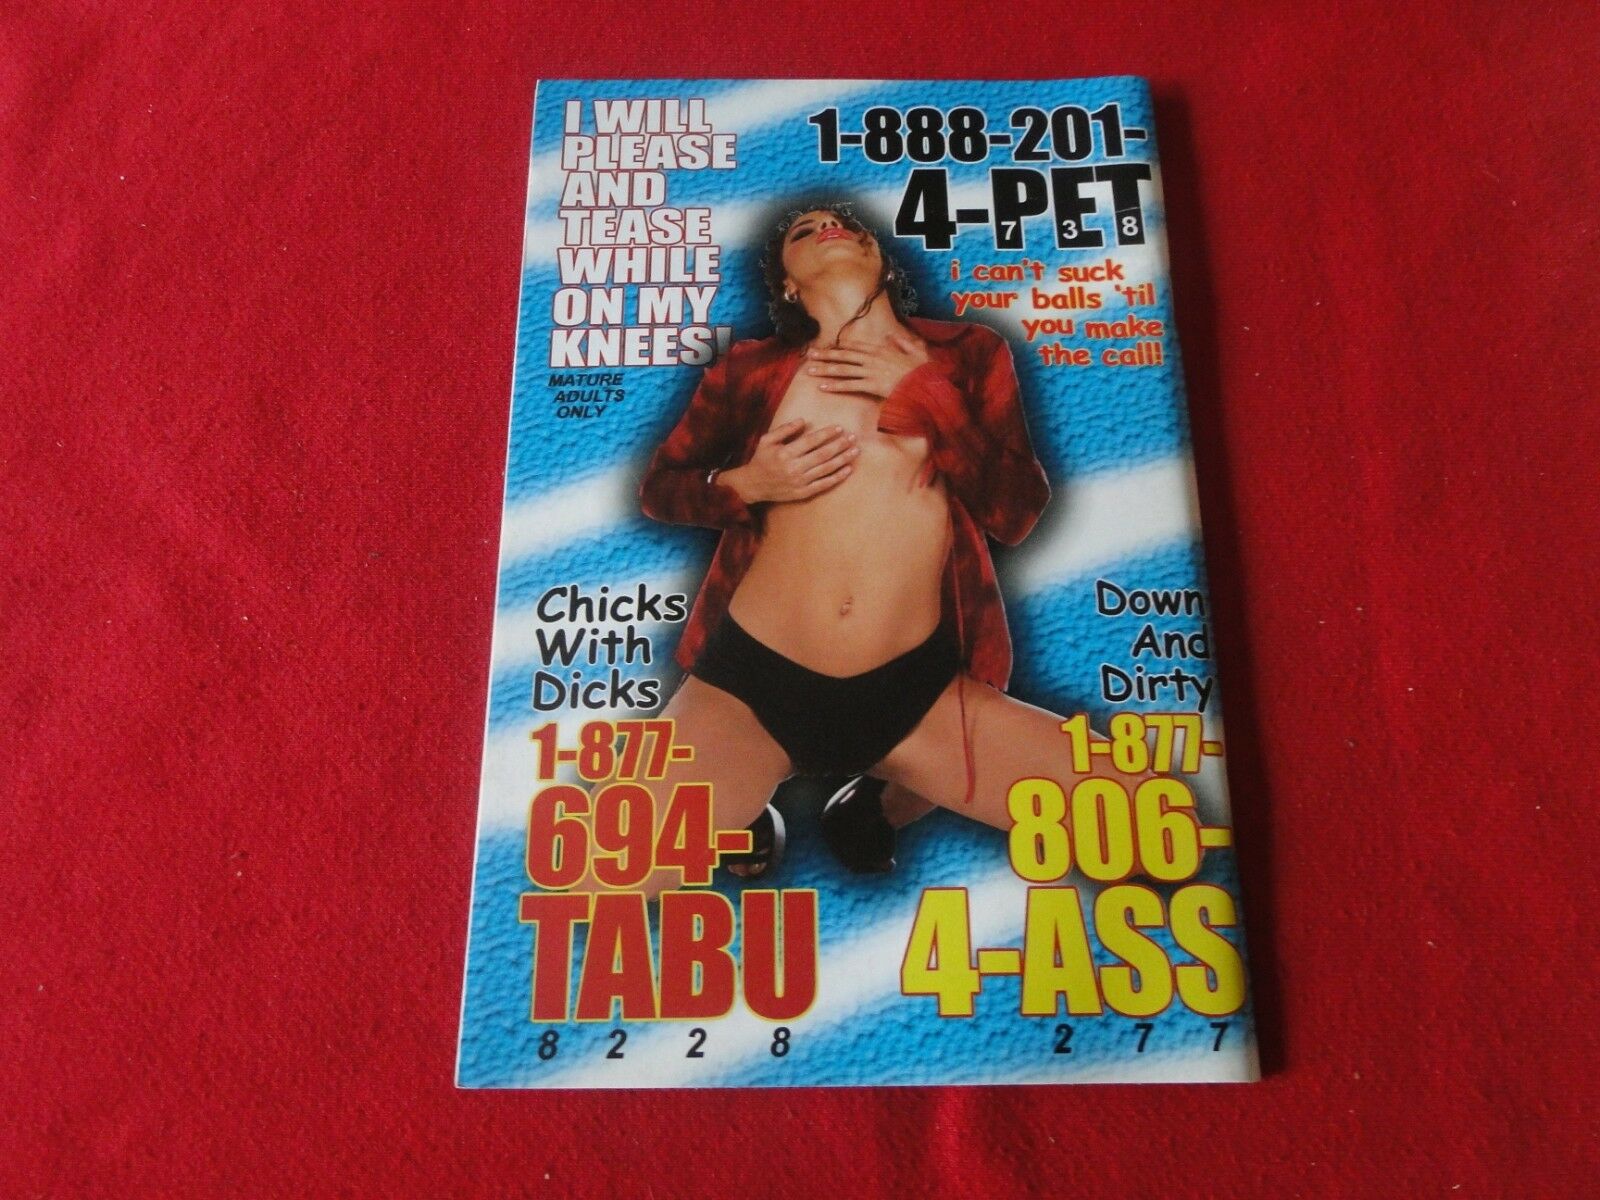 I WILL
PLEASE
AND
TEASE
WHILE
ON MY
KNEES!
MATURE
ADULTS
ONLY
1-888-201-
4-PET
7 3 8
i can't suck
your balls 'til
you make
the call!
Chicks
With
Dicks
1-877-
694-
TABU
8 2 2 8
Down
And
Dirty
1-877-
806-
4-ASS
2 7 7